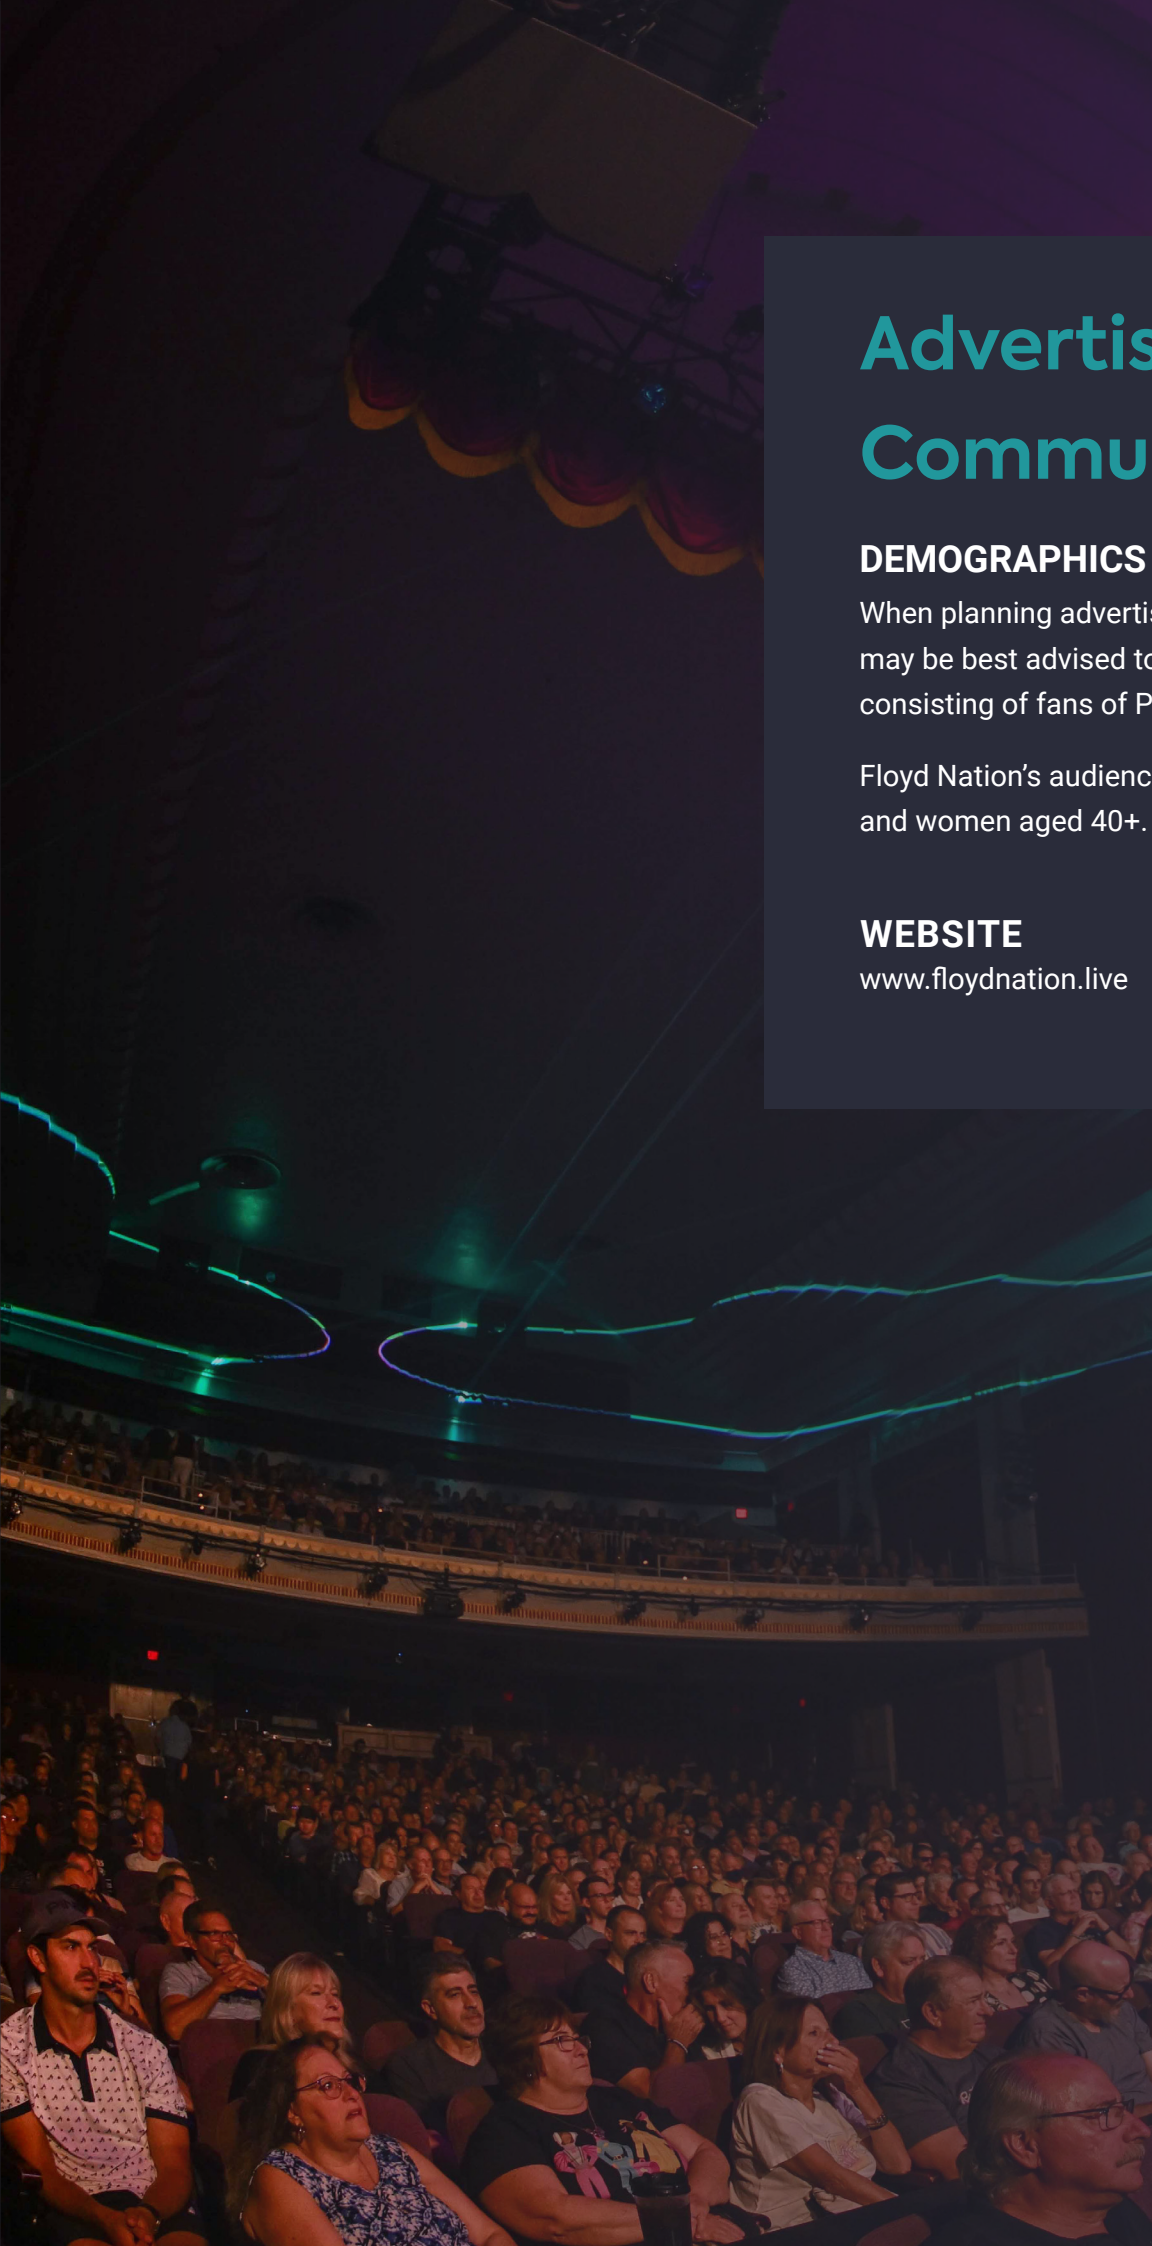 Advertis
Commu
DEMOGRAPHICS
When planning advertis
may be best advised to
consisting of fans of P
Floyd Nation’s audienc
and women aged 40+.
WEBSITE
www.floydnation.live